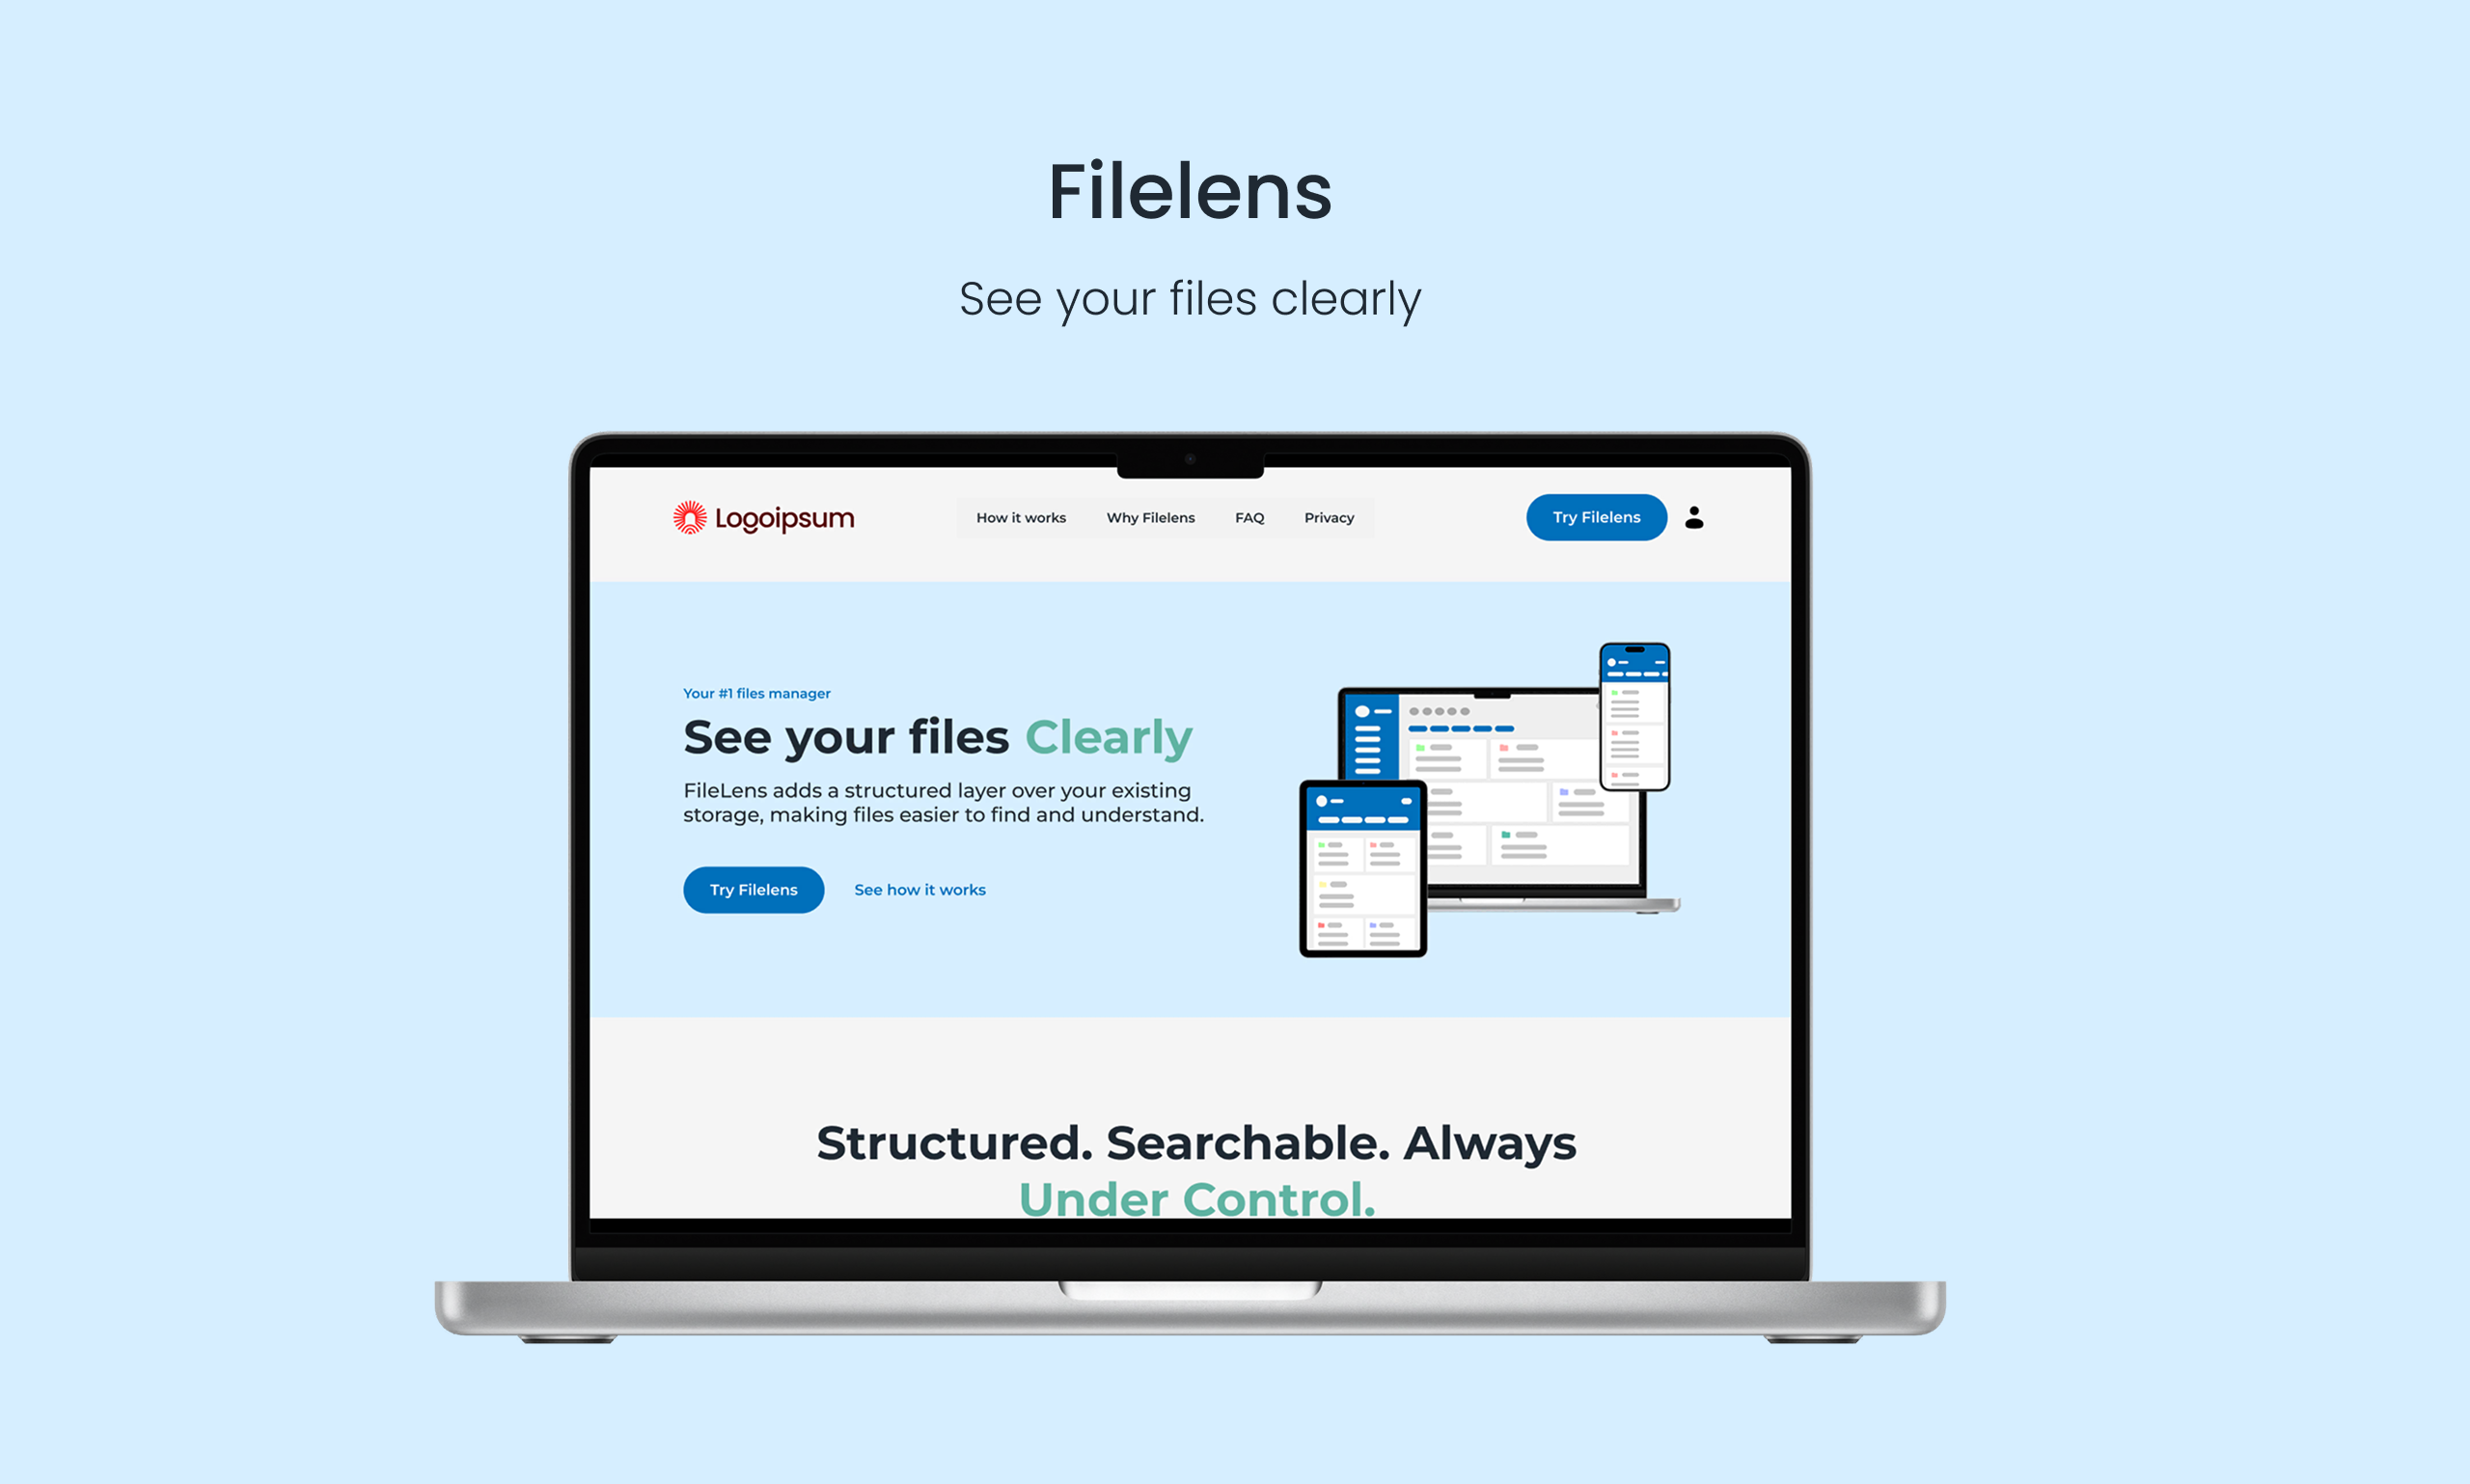 Filelens
See your files clearly
Logoipsum
How it works
Why Filelens
FAQ
Privacy
Try Filelens
Your #1 files manager
See your files Clearly
FileLens adds a structured layer over your existing
storage, making files easier to find and understand.
Try Filelens
See how it works
Structured. Searchable. Always
Under Control.